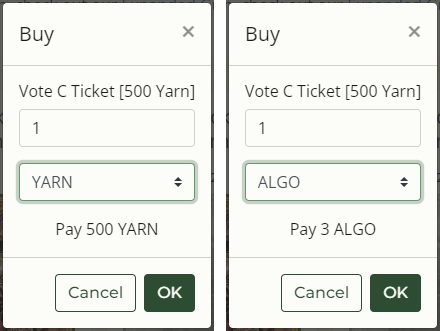 Buy ×
Vote C Ticket [500 Yarn]
1
YARN
Pay 500 YARN
Cancel OK
Buy ×
Vote C Ticket [500 Yarn]
1
ALGO
Pay 3 ALGO
Cancel OK